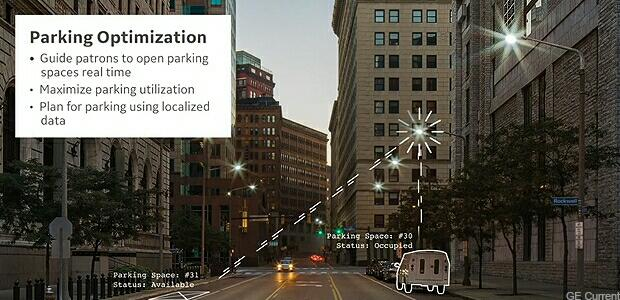 Parking Optimization
• Guide patrons to open parking
spaces real time
• Maximize parking utilization
• Plan for parking using localized
data
Parking Space: #30
Status: Occupied
Parking Space: #31
Status: Available
Rockwell
GE Current